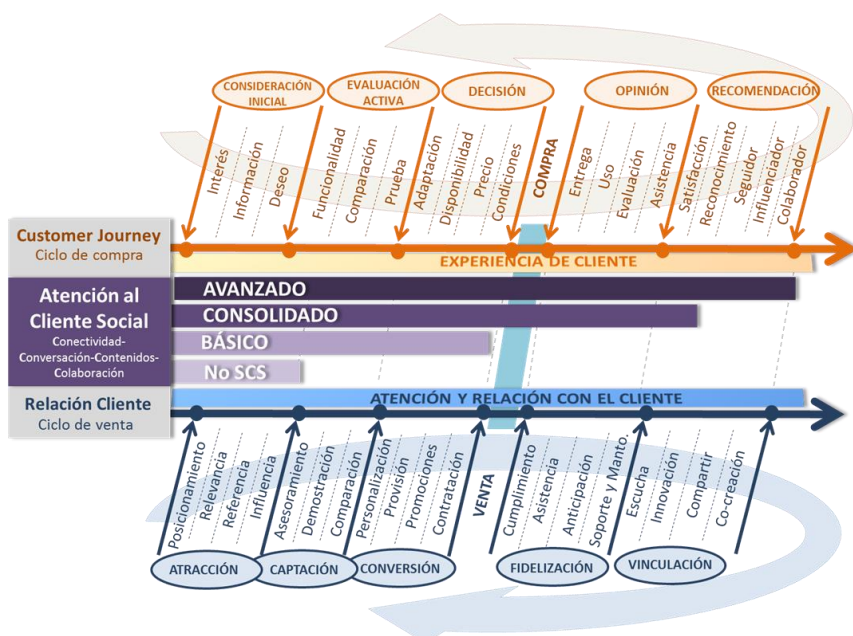 CONSIDERACIÓN
INICIAL
EVALUACIÓN
ACTIVA
DECISIÓN
OPINIÓN
RECOMENDACIÓN
Interés
Información
Deseo
Funcionalidad
Comparación
Prueba
Adaptación
Disponibilidad
Precio
Condiciones
COMPRA
Entrega
Uso
Evaluación
Asistencia
Satisfacción
Reconocimiento
Seguidor
Influenciador
Colaborador
Customer Journey
Ciclo de compra
EXPERIENCIA DE CLIENTE
Atención al
Cliente Social
Conectividad-
Conversación-Contenidos-
Colaboración
AVANZADO
CONSOLIDADO
BÁSICO
No SCS
Relación Cliente
Ciclo de venta
ATENCIÓN Y RELACIÓN CON EL CLIENTE
Posicionamiento
Relevancia
Referencia
Influencia
Asesoramiento
Demostración
Comparación
Personalización
Provisión
Promociones
Contratación
VENTA
Cumplimiento
Asistencia
Anticipación
Soporte y Manto.
Escucha
Innovación
Compartir
Co-creación
ATRACCIÓN
CAPTACIÓN
CONVERSIÓN
FIDELIZACIÓN
VINCULACIÓN